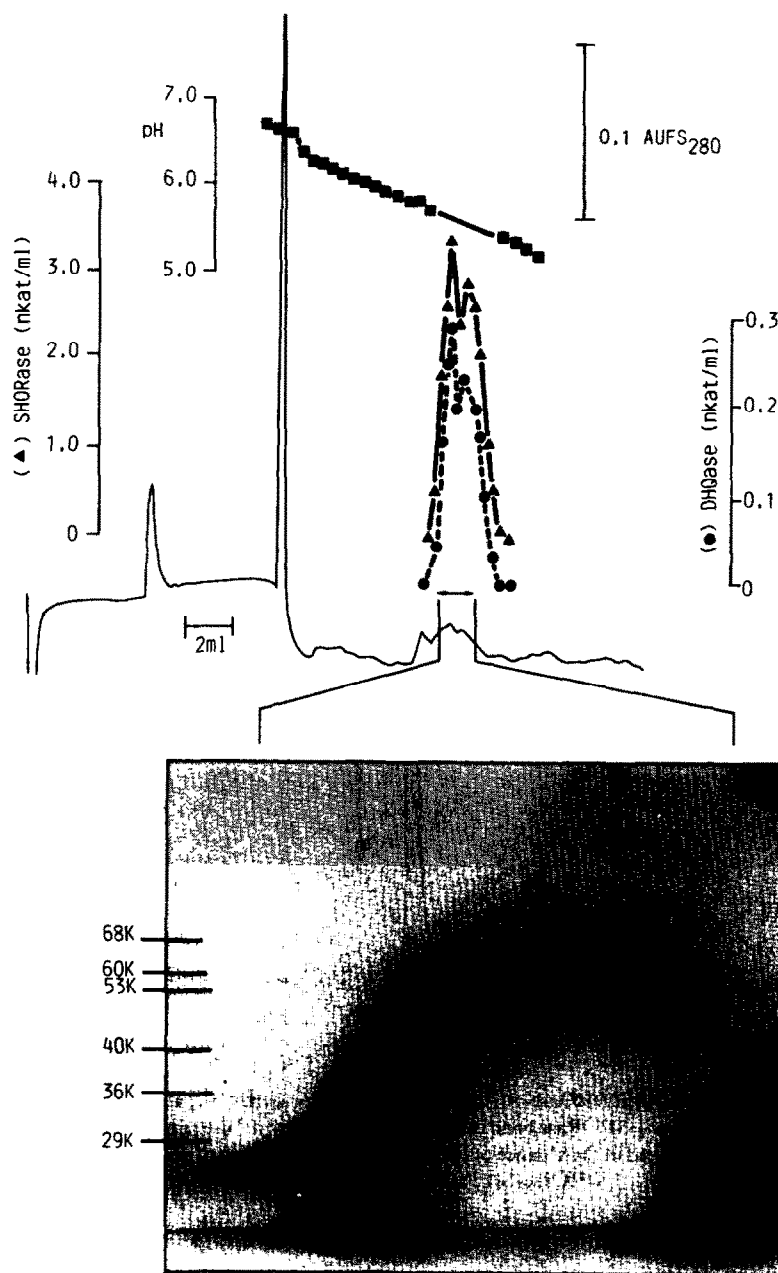 7.0
pH
6.0
5.0
0.1 AUFS280
4.0
3.0
2.0
1.0
0
(▲) SHORase (nkat/ml)
0.3
0.2
0.1
0
(●) DHQase (nkat/ml)
2ml
68K
60K
53K
40K
36K
29K